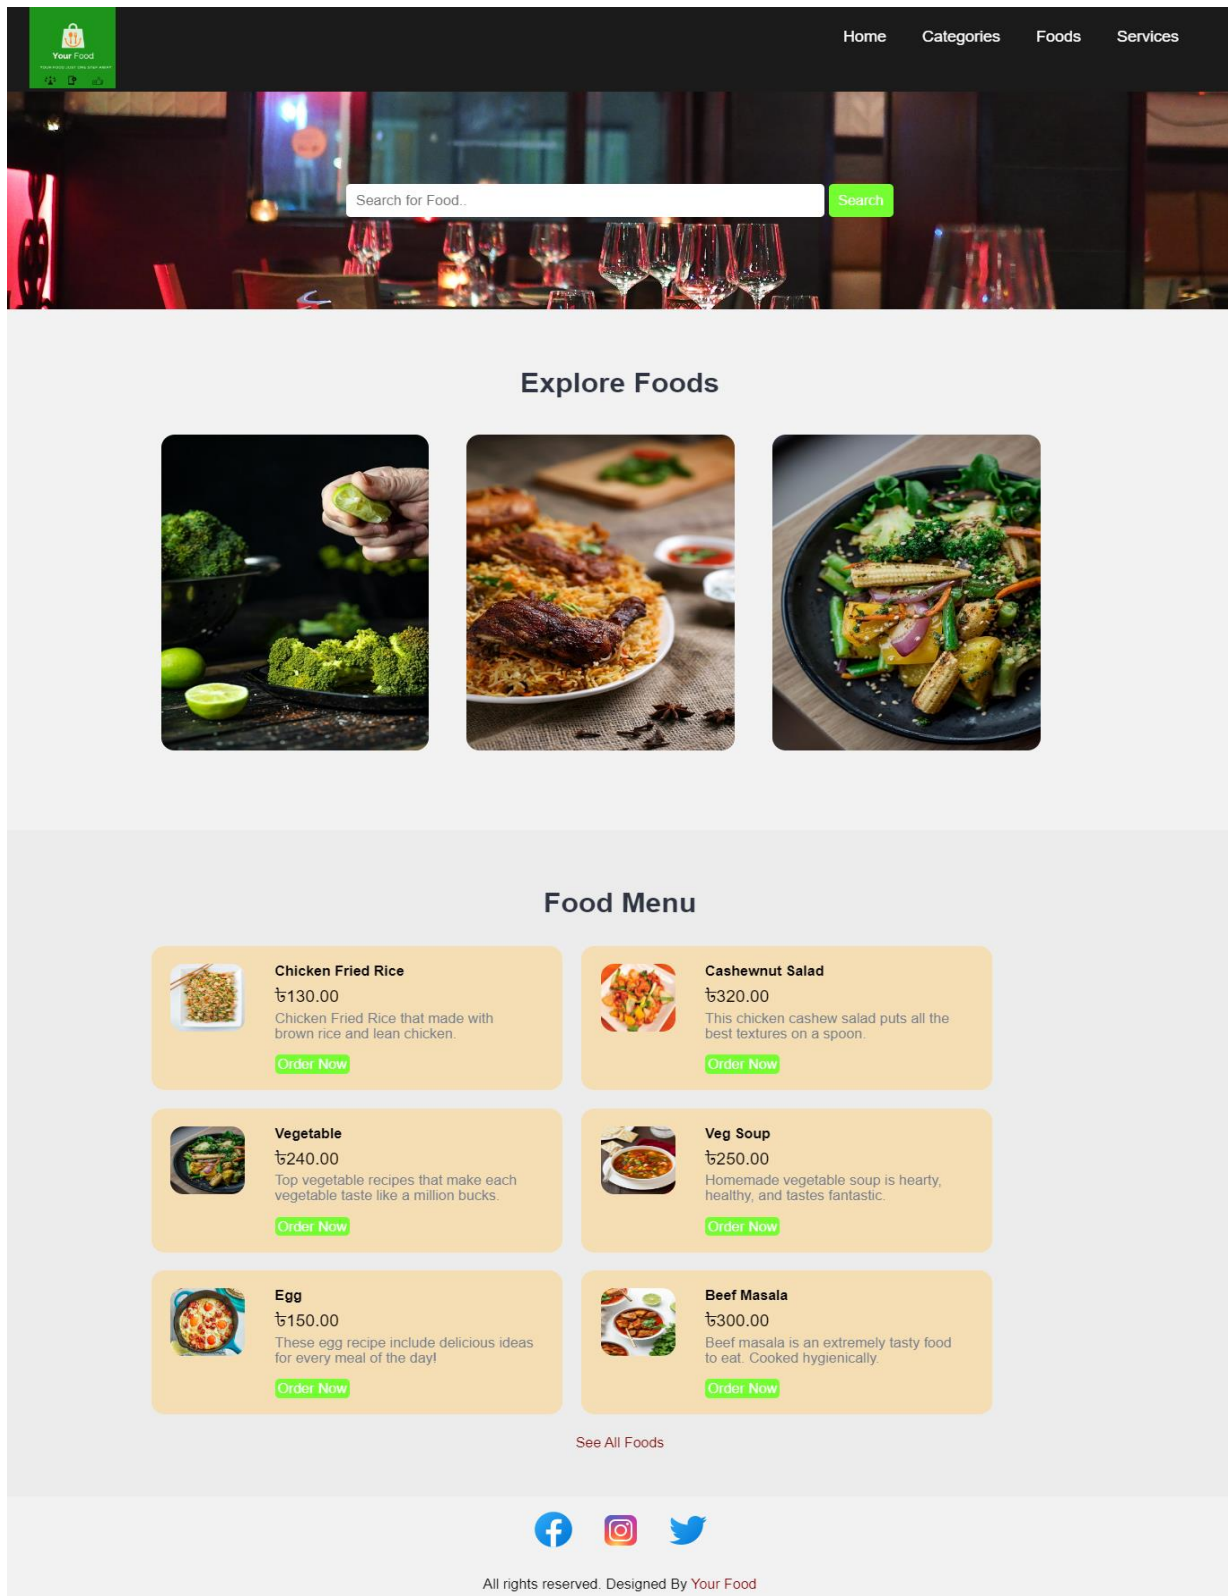 Your Food
Home Categories Foods Services
Search for Food.. Search
Explore Foods
Food Menu
Chicken Fried Rice
৳130.00
Chicken Fried Rice that made with
brown rice and lean chicken.
Order Now
Cashewnut Salad
৳320.00
This chicken cashew salad puts all the
best textures on a spoon.
Order Now
Vegetable
৳240.00
Top vegetable recipes that make each
vegetable taste like a million bucks.
Order Now
Veg Soup
৳250.00
Homemade vegetable soup is hearty,
healthy, and tastes fantastic.
Order Now
Egg
৳150.00
These egg recipe include delicious ideas
for every meal of the day!
Order Now
Beef Masala
৳300.00
Beef masala is an extremely tasty food
to eat. Cooked hygienically.
Order Now
See All Foods
All rights reserved. Designed By Your Food